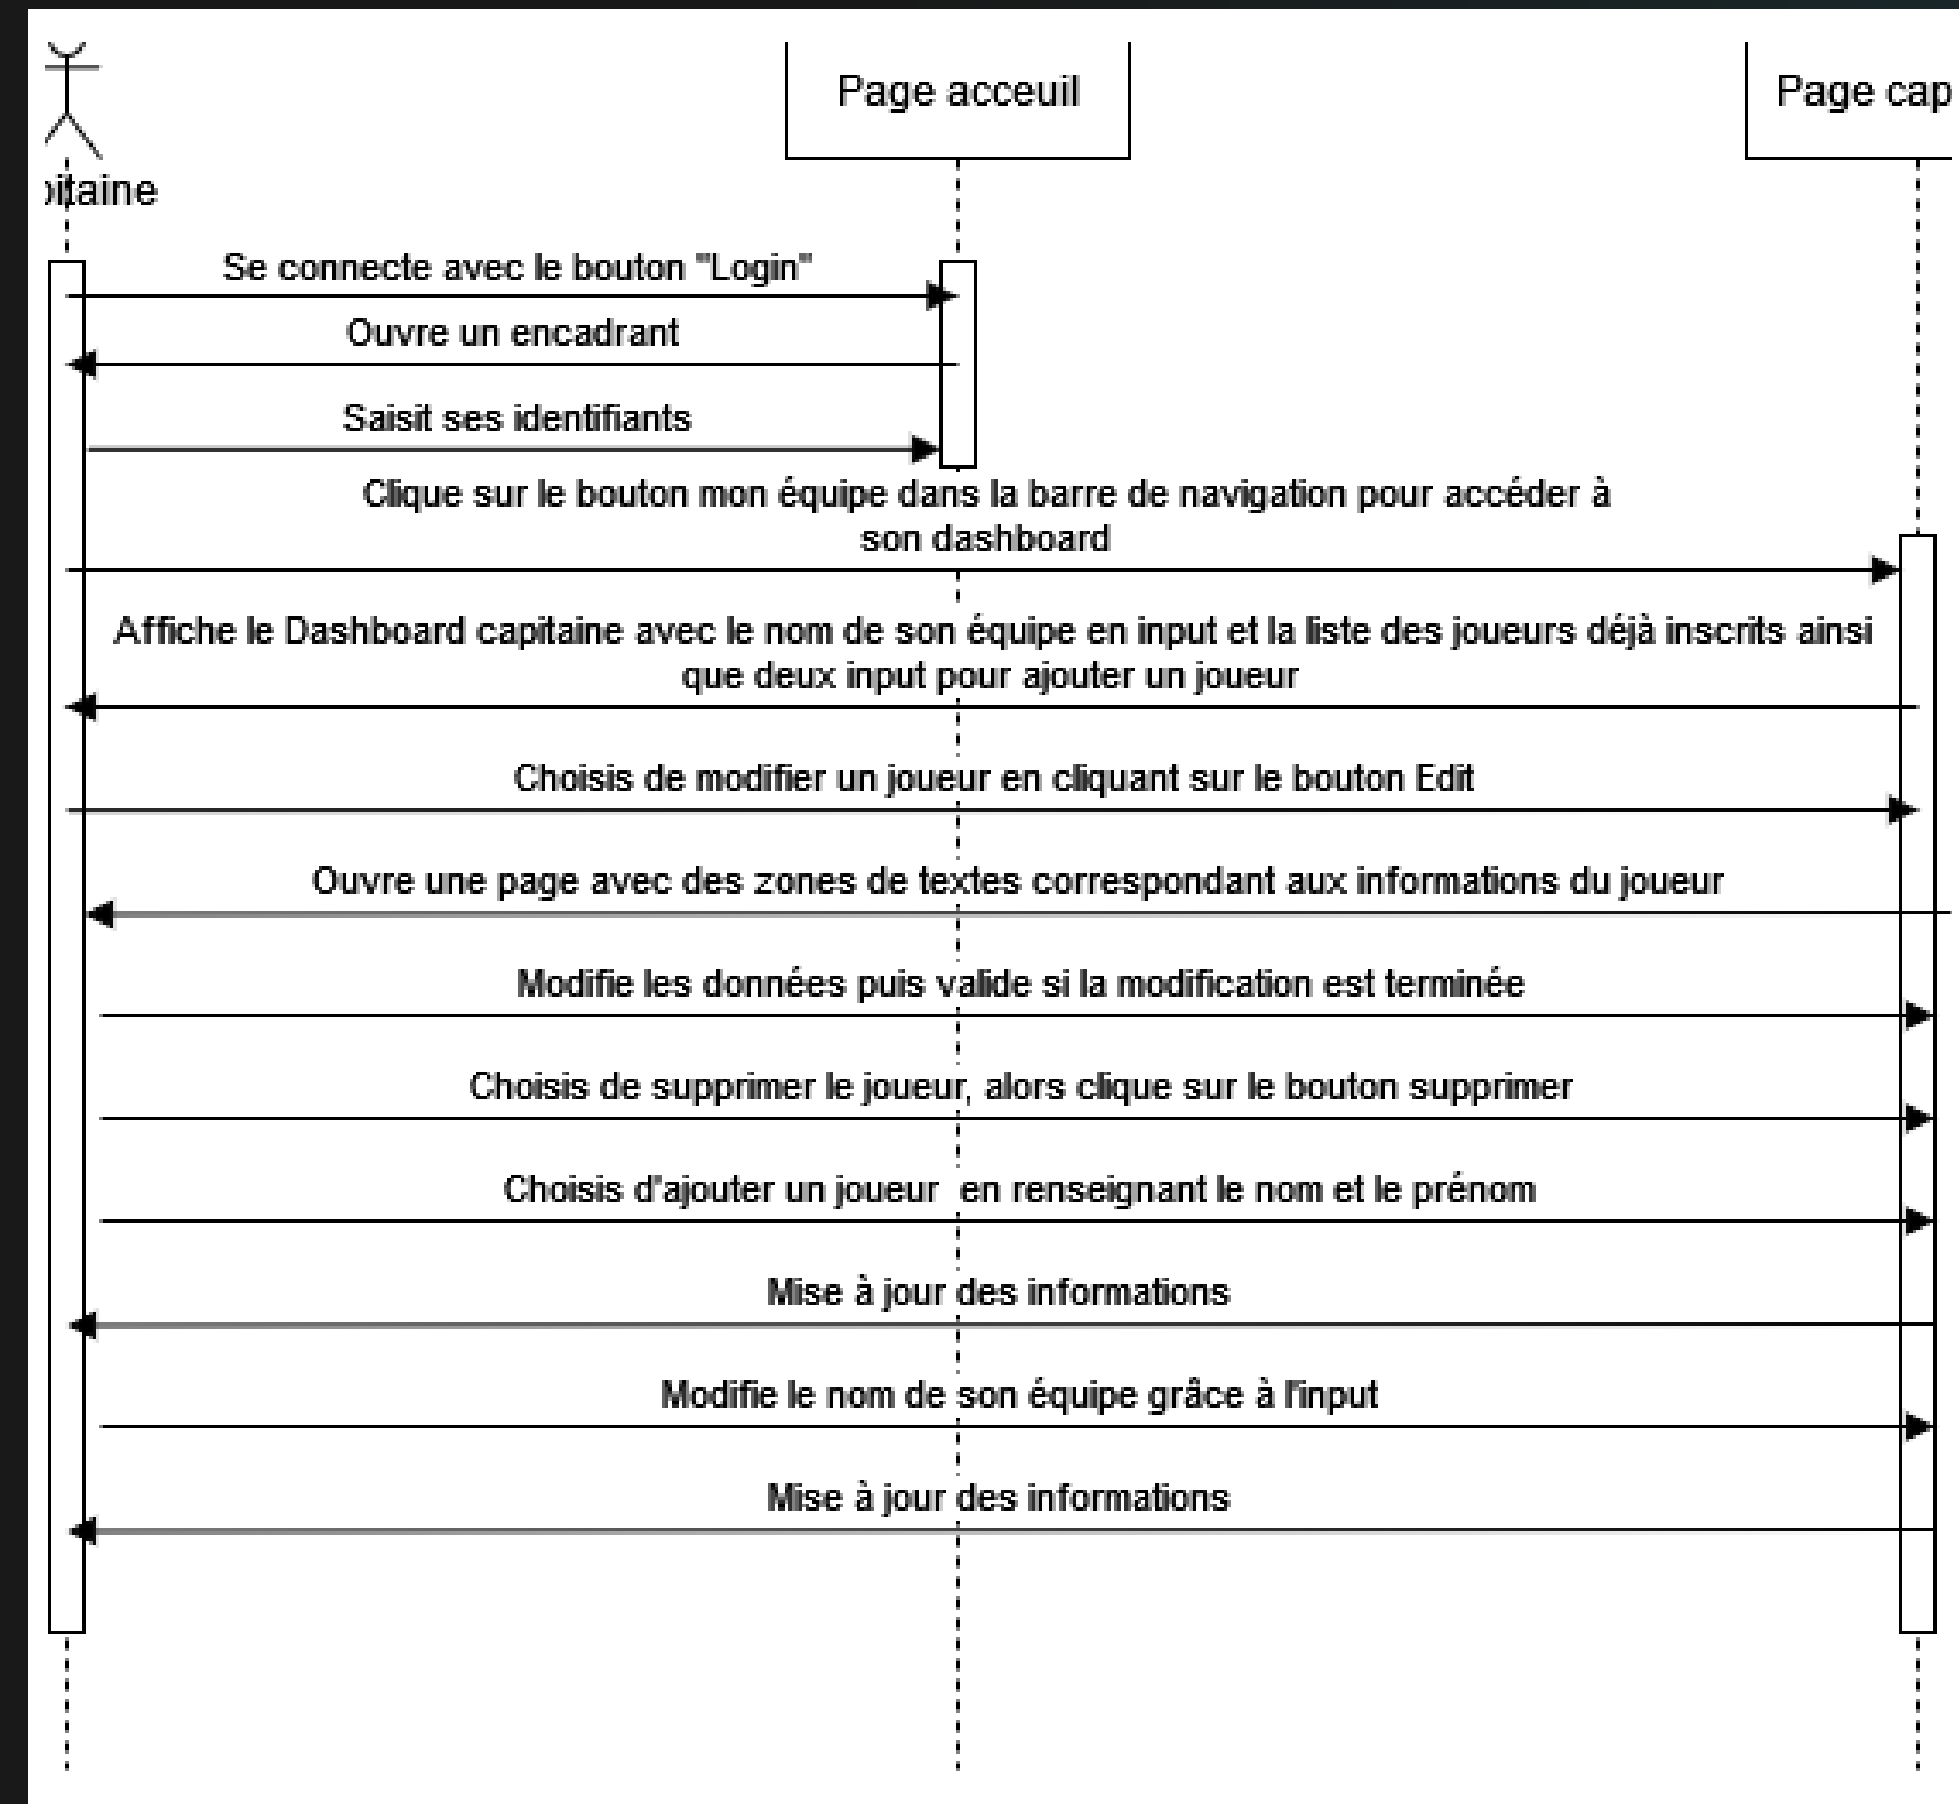 Page acceuil
Page cap
pitaine
Se connecte avec le bouton "Login"
Ouvre un encadrant
Saisit ses identifiants
Clique sur le bouton mon équipe dans la barre de navigation pour accéder à
son dashboard
Affiche le Dashboard capitaine avec le nom de son équipe en input et la liste des joueurs déjà inscrits ainsi
que deux input pour ajouter un joueur
Choisis de modifier un joueur en cliquant sur le bouton Edit
Ouvre une page avec des zones de textes correspondant aux informations du joueur
Modifie les données puis valide si la modification est terminée
Choisis de supprimer le joueur, alors clique sur le bouton supprimer
Choisis d'ajouter un joueur en renseignant le nom et le prénom
Mise à jour des informations
Modifie le nom de son équipe grâce à l'input
Mise à jour des informations